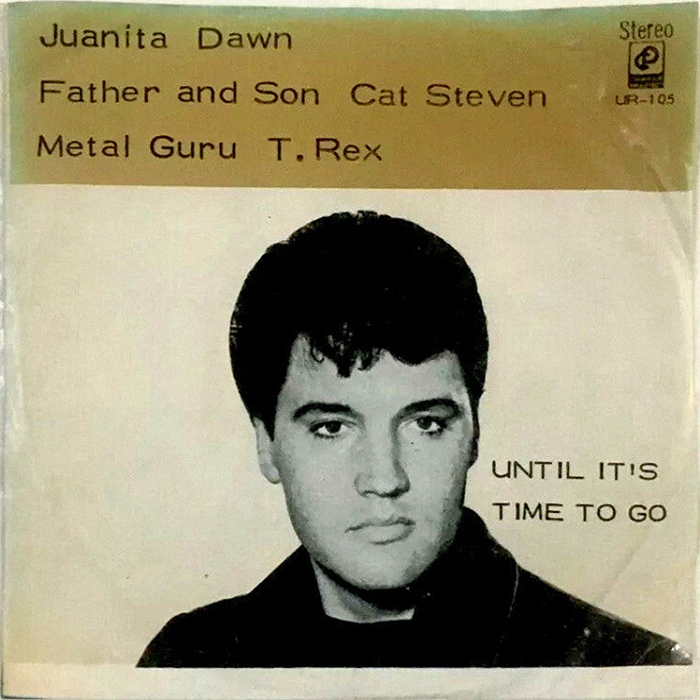 Juanita Dawn
Stereo
Father and Son Cat Steven
UR-105
Metal Guru T. Rex
UNTIL IT'S
TIME TO GO